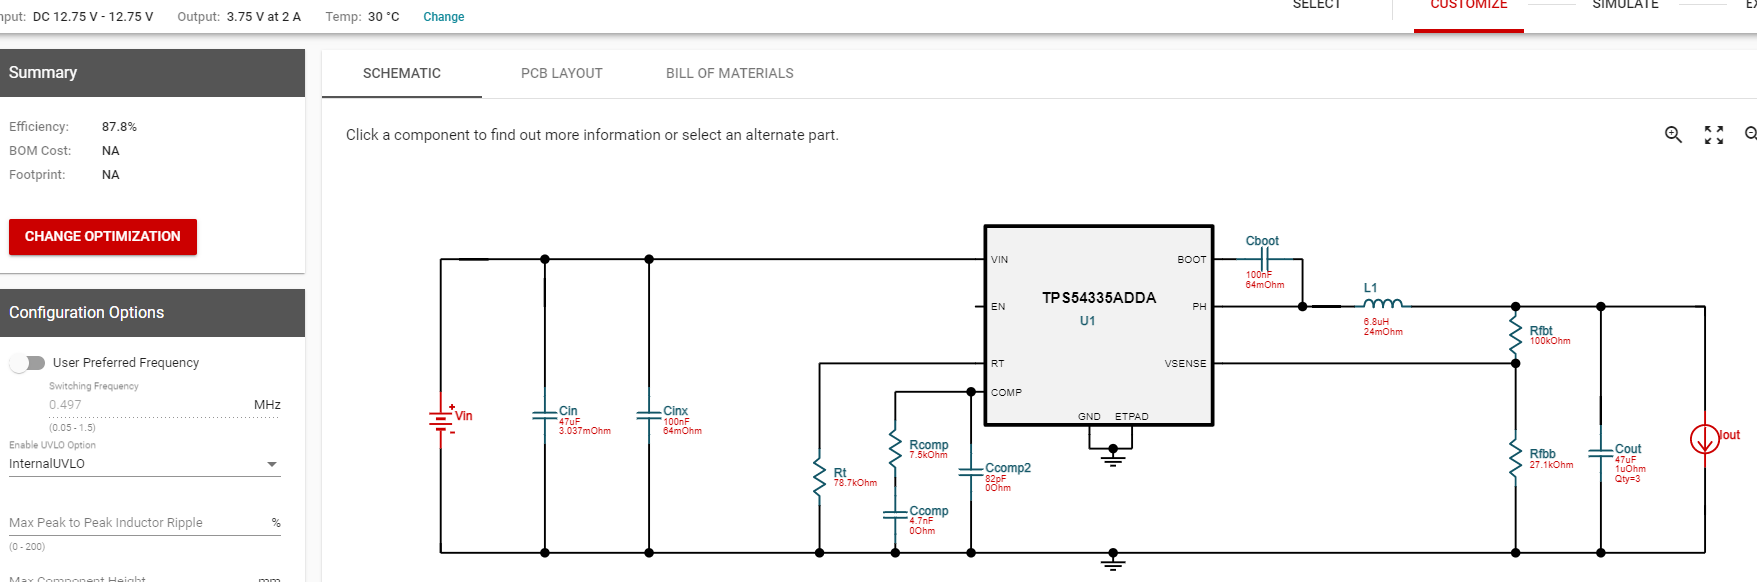 DC 12.75 V - 12.75 V Output: 3.75 V at 2 A Temp: 30 °C Change
SELECT CUSTOMIZE SIMULATE
Summary
SCHEMATIC PCB LAYOUT BILL OF MATERIALS
Efficiency: 87.8%
BOM Cost: NA
Footprint: NA
Click a component to find out more information or select an alternate part.
CHANGE OPTIMIZATION
Configuration Options
User Preferred Frequency
Switching Frequency
0.497 MHz
(0.05 - 1.5)
Enable UVLO Option
InternalUVLO
Max Peak to Peak Inductor Ripple %
(0 - 200)
Max Component Height mm
Vin
Cin
47uF
3.037mOhm
Cinx
100nF
64mOhm
Rt
78.7kOhm
Rcomp
7.5kOhm
Ccomp
4.7nF
0Ohm
Ccomp2
82pF
0Ohm
VIN
EN
RT
COMP
TPS54335ADDA
U1
BOOT
PH
VSENSE
GND ETPAD
Cboot
100nF
64mOhm
L1
6.8uH
24mOhm
Rfbt
100kOhm
Rfbb
27.1kOhm
Cout
47uF
1uOhm
Qty=3
Iout